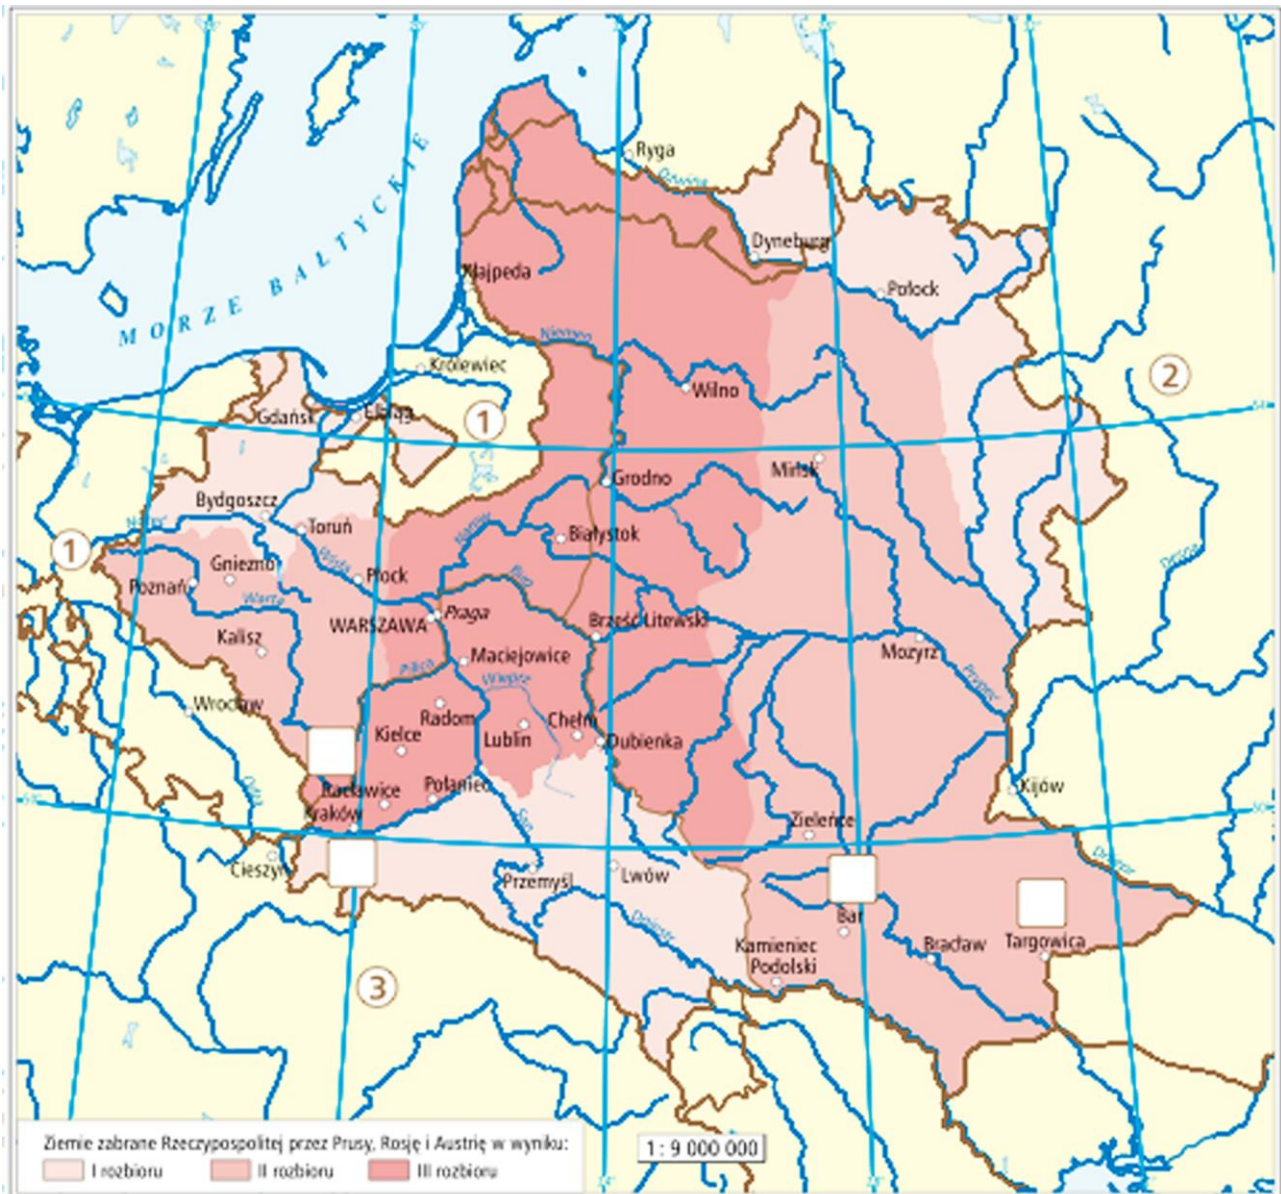 Ryga
Dźwina
Dyneburg
MORZE BAŁTYCKIE
Kłajpeda
Połock
Niemen
Królewiec
2
Wilno
Gdańsk
Elbląg
1
Grodno
Mińsk
Bydgoszcz
Noteć
Toruń
Narew
Białystok
1
Gniezno
Wisła
Płock
Bug
Desna
Poznań
Warta
WARSZAWA
Praga
Brześć Litewski
Kalisz
Maciejowice
Mozyrz
Pilica
Wieprz
Prypeć
Wrocław
Radom
Chełm
Kielce
Lublin
Dubienka
Odra
Racławice
Połaniec
Kijów
Kraków
San
Zieleńce
Cieszyn
Przemyśl
Lwów
Dniepr
Dniestr
Bar
Kamieniec
Podolski
Bracław
Targowica
3
Ziemie zabrane Rzeczypospolitej przez Prusy, Rosję i Austrię w wyniku:
I rozbioru
II rozbioru
III rozbioru
1 : 9 000 000